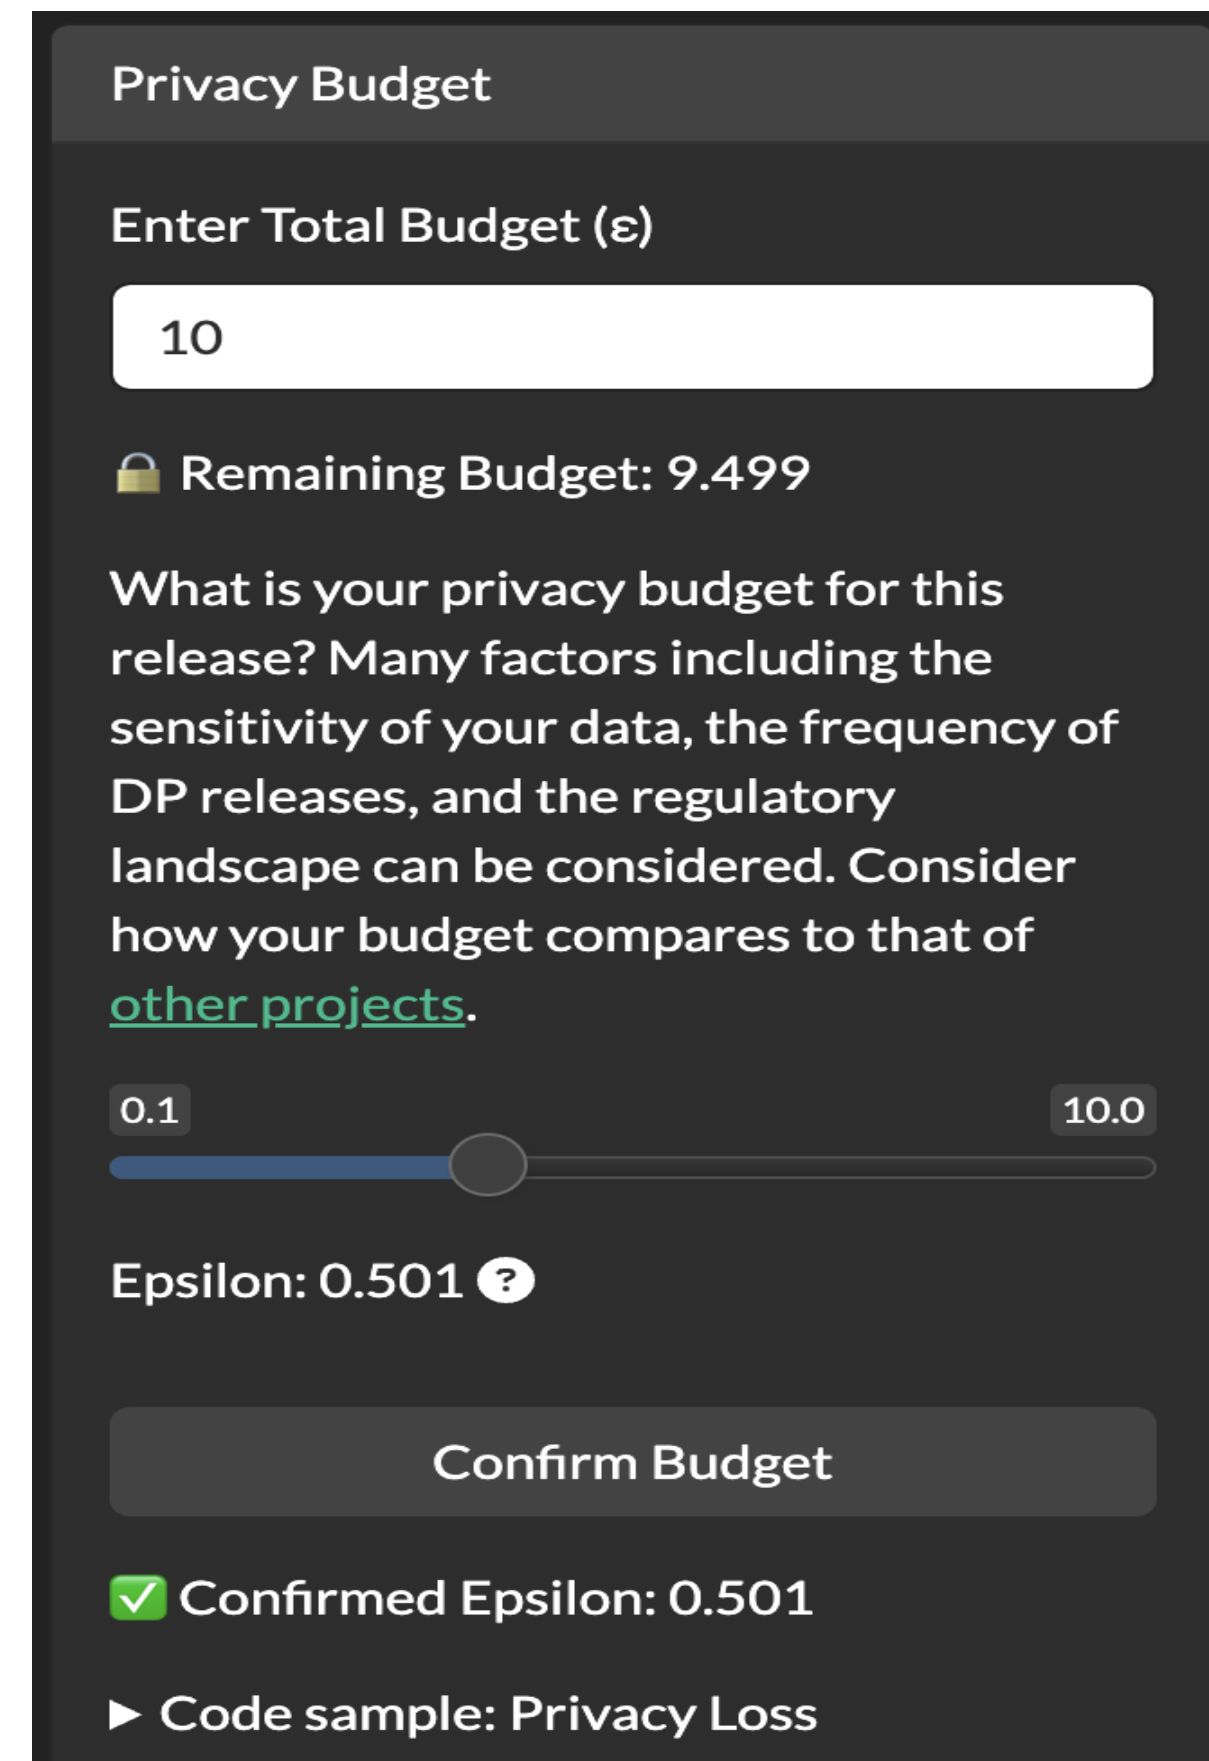 Privacy Budget
Enter Total Budget (ε)
10
🔒 Remaining Budget: 9.499
What is your privacy budget for this
release? Many factors including the
sensitivity of your data, the frequency of
DP releases, and the regulatory
landscape can be considered. Consider
how your budget compares to that of
other projects.
0.1 10.0
Epsilon: 0.501 ?
Confirm Budget
✅ Confirmed Epsilon: 0.501
▶ Code sample: Privacy Loss